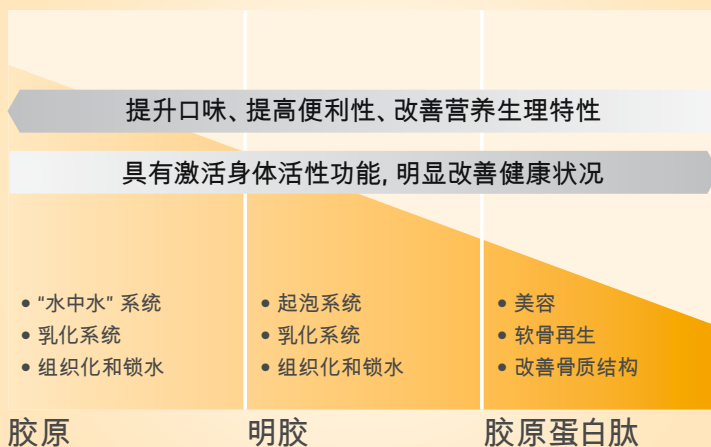 提升口味、提高便利性、改善营养生理特性
具有激活身体活性功能, 明显改善健康状况
• “水中水” 系统
• 乳化系统
• 组织化和锁水
胶原
• 起泡系统
• 乳化系统
• 组织化和锁水
明胶
• 美容
• 软骨再生
• 改善骨质结构
胶原蛋白肽